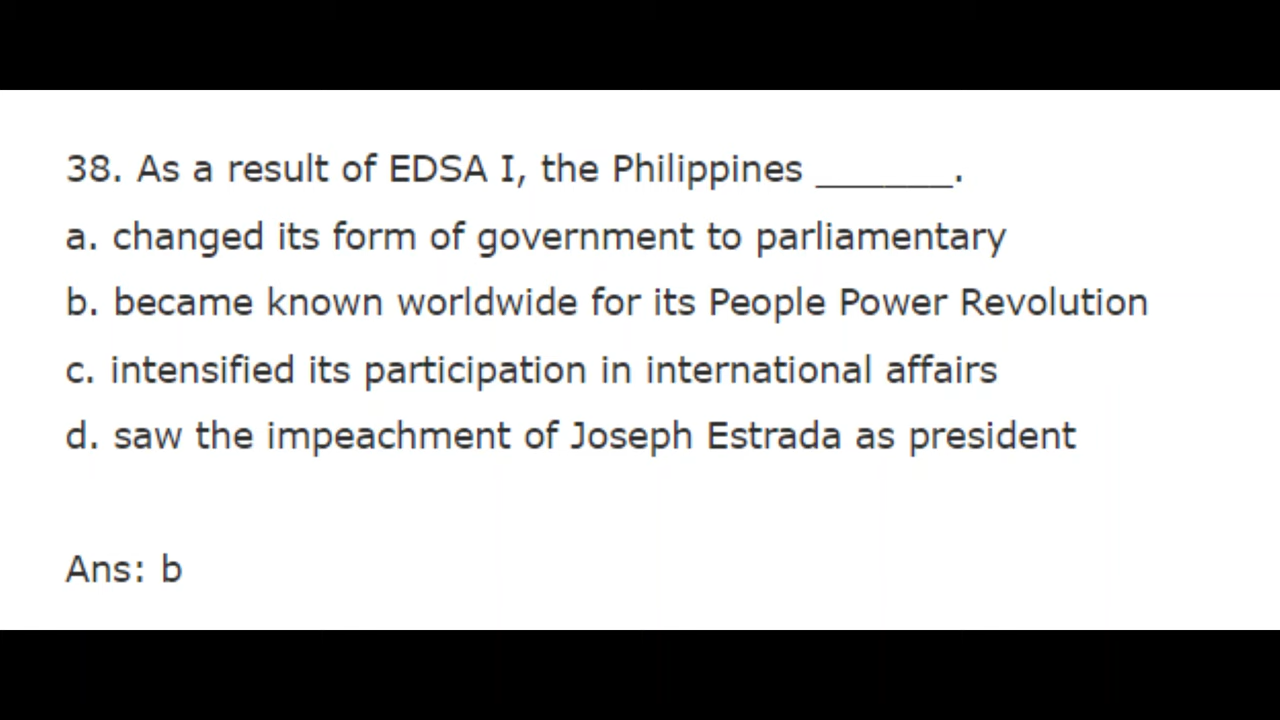 38. As a result of EDSA I, the Philippines _______.
a. changed its form of government to parliamentary
b. became known worldwide for its People Power Revolution
c. intensified its participation in international affairs
d. saw the impeachment of Joseph Estrada as president
Ans: b